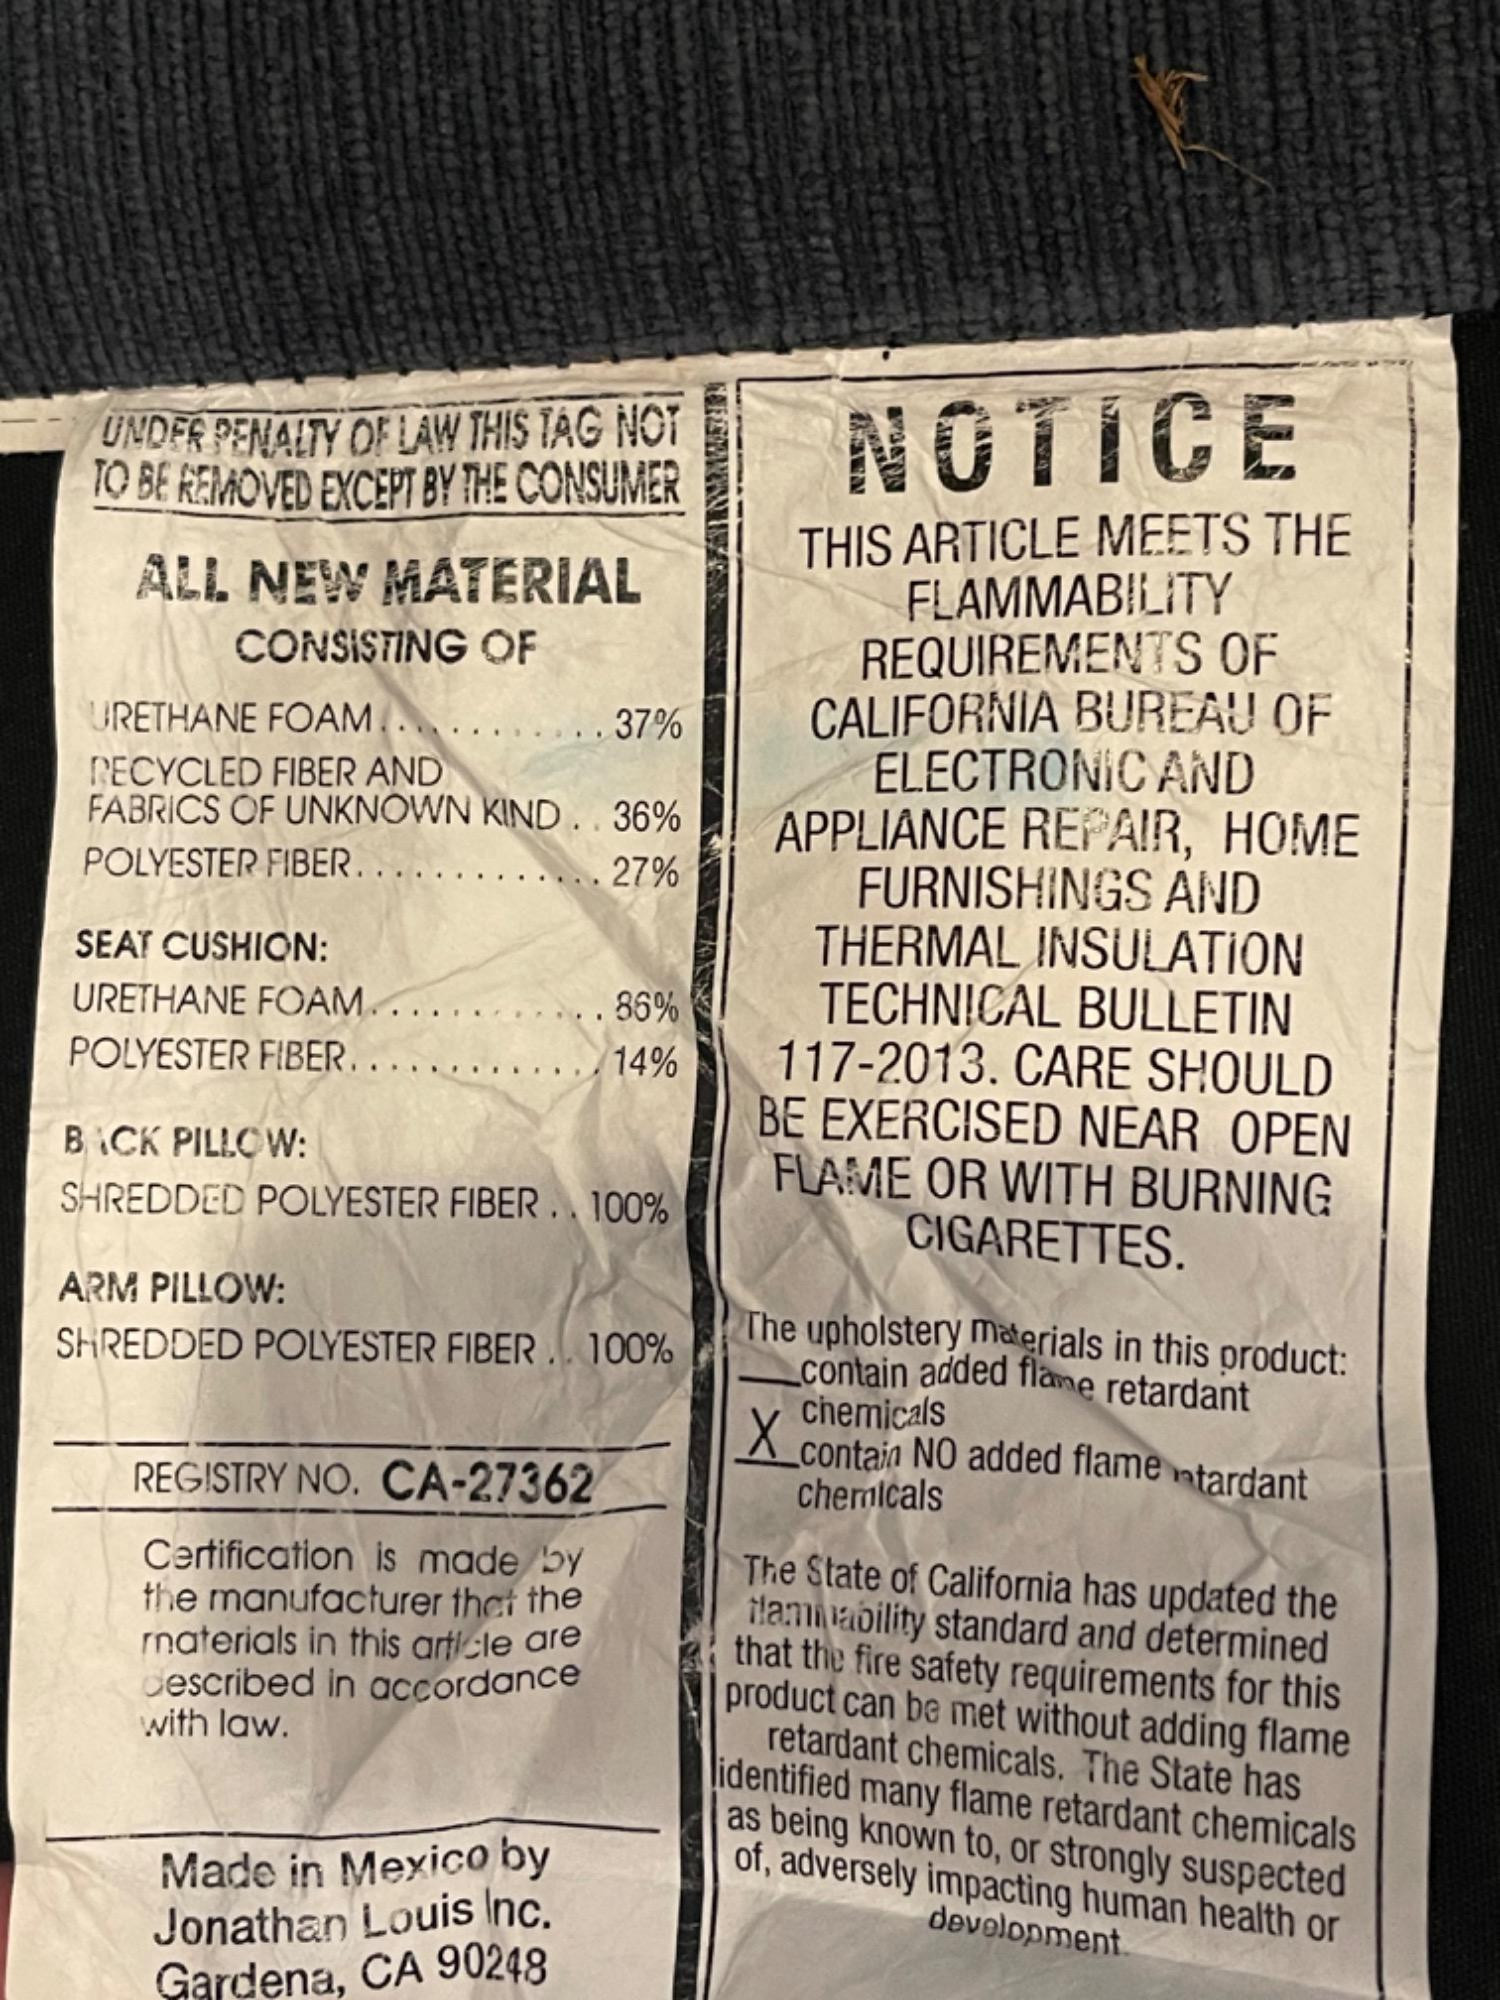 UNDER PENALTY OF LAW THIS TAG NOT
TO BE REMOVED EXCEPT BY THE CONSUMER
ALL NEW MATERIAL
CONSISTING OF
URETHANE FOAM............37%
RECYCLED FIBER AND
FABRICS OF UNKNOWN KIND . . 36%
POLYESTER FIBER.............27%
SEAT CUSHION:
URETHANE FOAM.............86%
POLYESTER FIBER..............14%
BACK PILLOW:
SHREDDED POLYESTER FIBER . . 100%
ARM PILLOW:
SHREDDED POLYESTER FIBER . . 100%
REGISTRY NO. CA-27362
Certification is made by
the manufacturer that the
materials in this article are
described in accordance
with law.
Made in Mexico by
Jonathan Louis Inc.
Gardena, CA 90248
NOTICE
THIS ARTICLE MEETS THE
FLAMMABILITY
REQUIREMENTS OF
CALIFORNIA BUREAU OF
ELECTRONIC AND
APPLIANCE REPAIR, HOME
FURNISHINGS AND
THERMAL INSULATION
TECHNICAL BULLETIN
117-2013. CARE SHOULD
BE EXERCISED NEAR OPEN
FLAME OR WITH BURNING
CIGARETTES.
The upholstery materials in this product:
__contain added flame retardant
chemicals
X contain NO added flame retardant
chemicals
The State of California has updated the
flammability standard and determined
that the fire safety requirements for this
product can be met without adding flame
retardant chemicals. The State has
identified many flame retardant chemicals
as being known to, or strongly suspected
of, adversely impacting human health or
development.